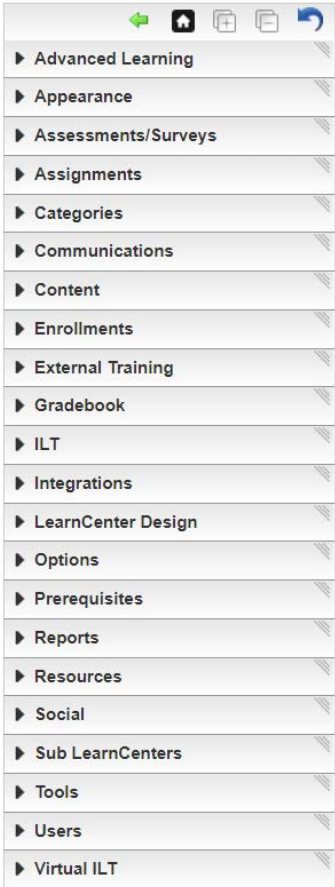 Advanced Learning
Appearance
Assessments/Surveys
Assignments
Categories
Communications
Content
Enrollments
External Training
Gradebook
ILT
Integrations
LearnCenter Design
Options
Prerequisites
Reports
Resources
Social
Sub LearnCenters
Tools
Users
Virtual ILT